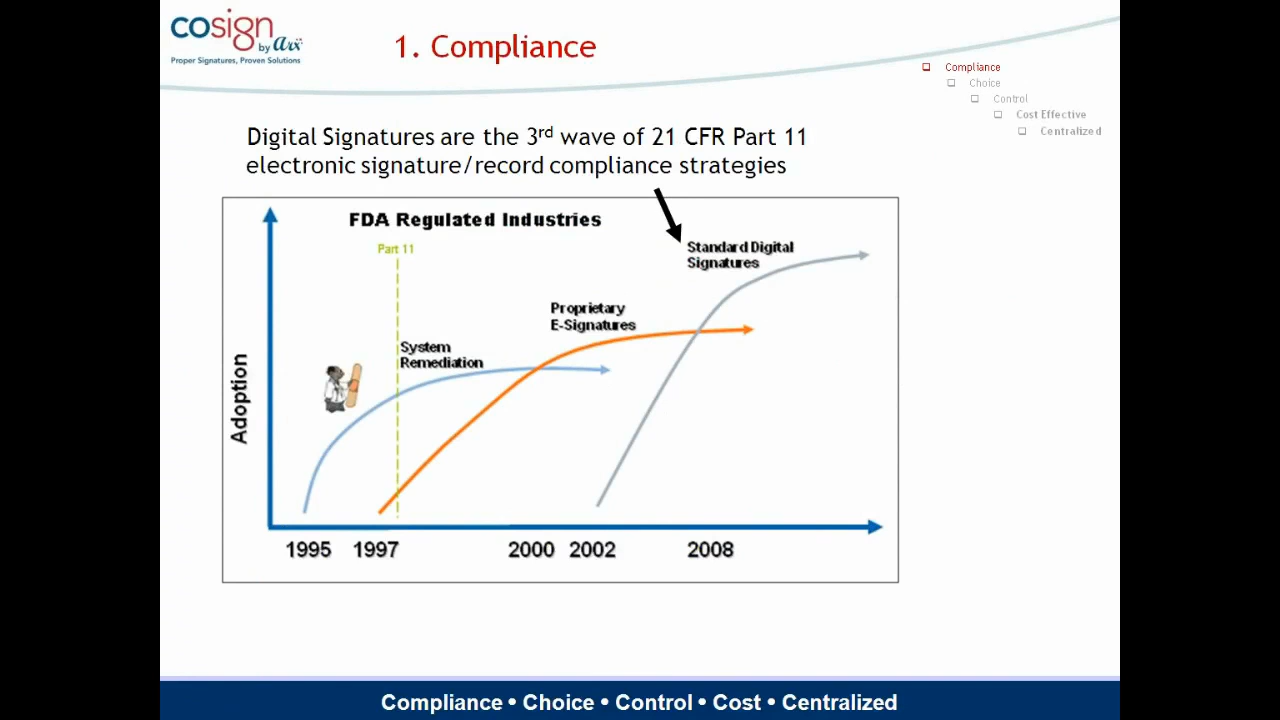 cosign
by arx
Proper Signatures, Proven Solutions
1. Compliance
Compliance
Choice
Control
Cost Effective
Centralized
Digital Signatures are the 3rd wave of 21 CFR Part 11
electronic signature/record compliance strategies
FDA Regulated Industries
Part 11
Standard Digital
Signatures
Proprietary
E-Signatures
System
Remediation
Adoption
1995 1997 2000 2002 2008
Compliance • Choice • Control • Cost • Centralized